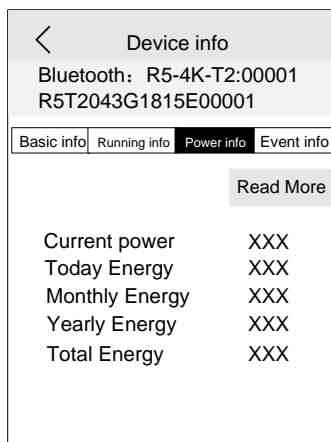 Device info
Bluetooth：R5-4K-T2:00001
R5T2043G1815E00001
Basic info Running info Power info Event info
Read More
Current power XXX
Today Energy XXX
Monthly Energy XXX
Yearly Energy XXX
Total Energy XXX